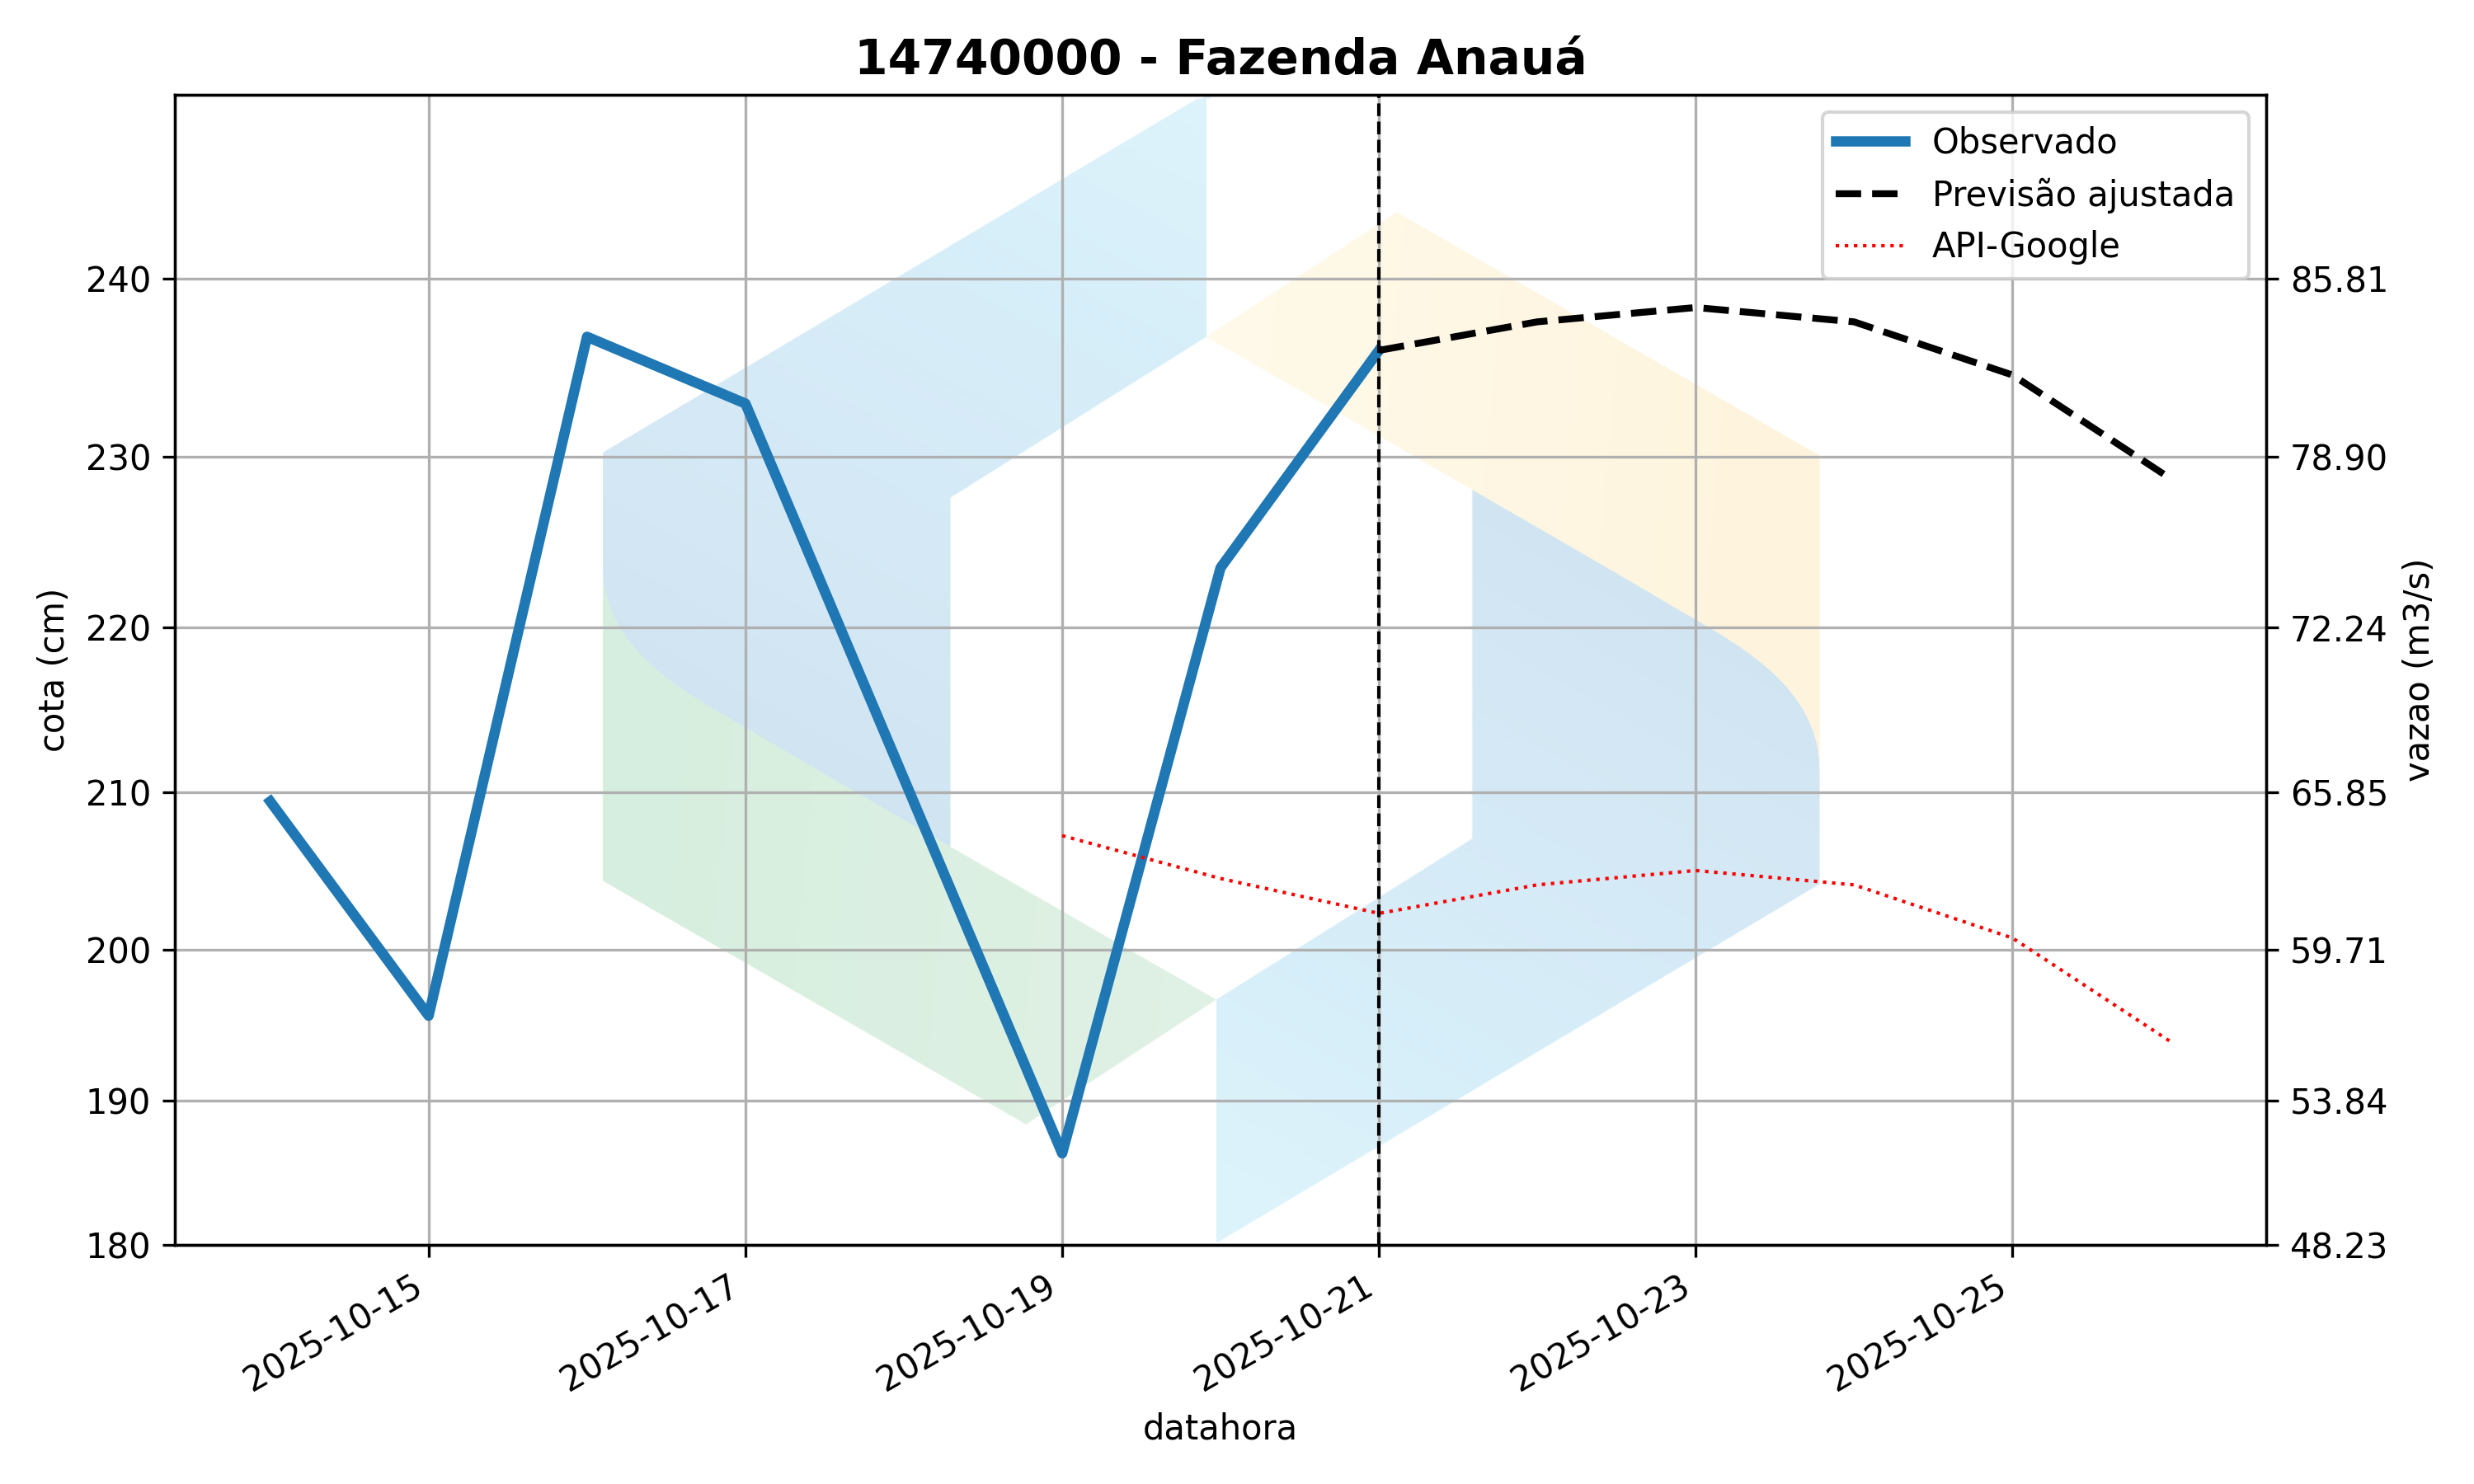 14740000 - Fazenda Anauá
Observado
Previsão ajustada
API-Google
240
230
220
210
200
190
180
cota (cm)
85.81
78.90
72.24
65.85
59.71
53.84
48.23
vazao (m3/s)
2025-10-15
2025-10-17
2025-10-19
2025-10-21
2025-10-23
2025-10-25
datahora